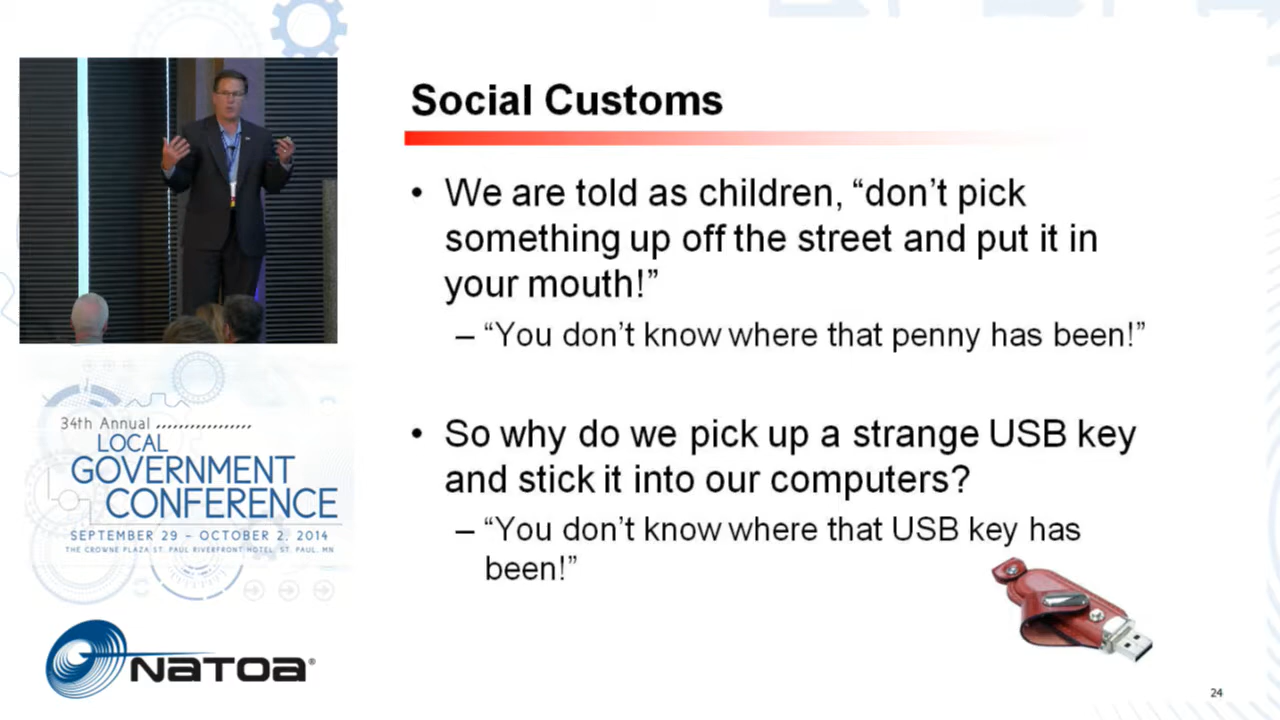 Social Customs
• We are told as children, “don’t pick
something up off the street and put it in
your mouth!”
– “You don’t know where that penny has been!”
• So why do we pick up a strange USB key
and stick it into our computers?
– “You don’t know where that USB key has
been!”
34th Annual
LOCAL
GOVERNMENT
CONFERENCE
SEPTEMBER 29 - OCTOBER 2, 2014
THE CROWNE PLAZA ST. PAUL RIVERFRONT HOTEL, ST. PAUL, MN
NATOA®
24